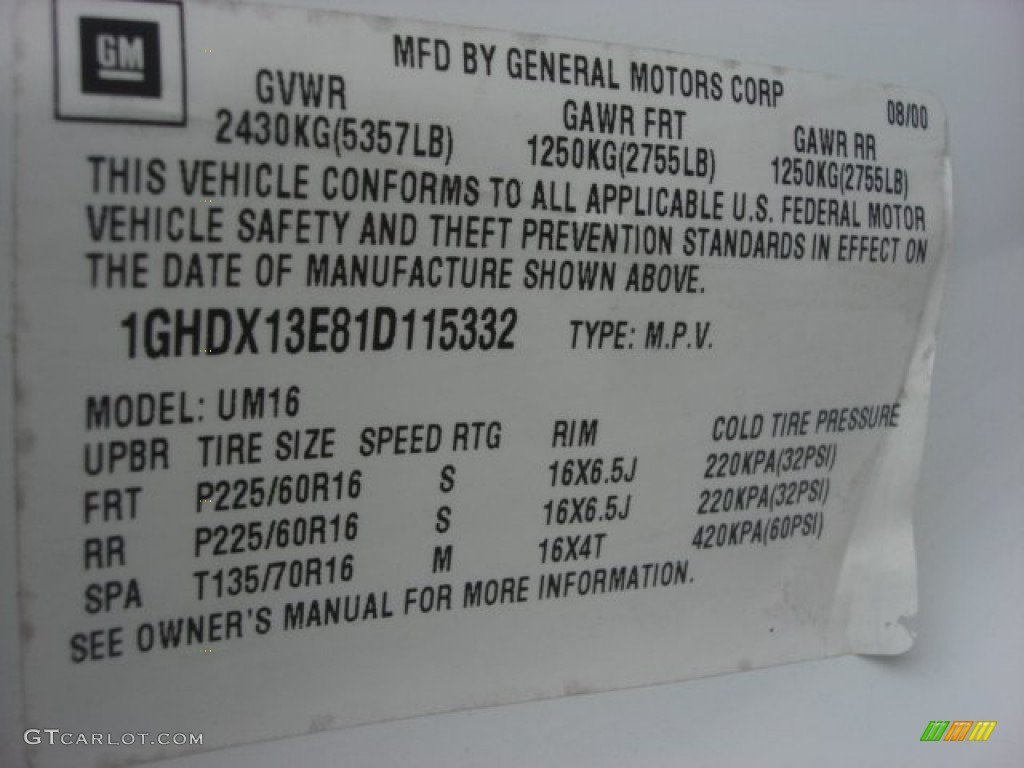 GM
MFD BY GENERAL MOTORS CORP
08/00
GVWR GAWR FRT GAWR RR
2430KG(5357LB) 1250KG(2755LB) 1250KG(2755LB)
THIS VEHICLE CONFORMS TO ALL APPLICABLE U.S. FEDERAL MOTOR
VEHICLE SAFETY AND THEFT PREVENTION STANDARDS IN EFFECT ON
THE DATE OF MANUFACTURE SHOWN ABOVE.
1GHDX13E81D115332 TYPE: M.P.V.
MODEL: UM16
UPBR TIRE SIZE SPEED RTG RIM COLD TIRE PRESSURE
FRT P225/60R16 S 16X6.5J 220KPA(32PSI)
RR P225/60R16 S 16X6.5J 220KPA(32PSI)
SPA T135/70R16 M 16X4T 420KPA(60PSI)
SEE OWNER'S MANUAL FOR MORE INFORMATION.
GTCARLOT.COM